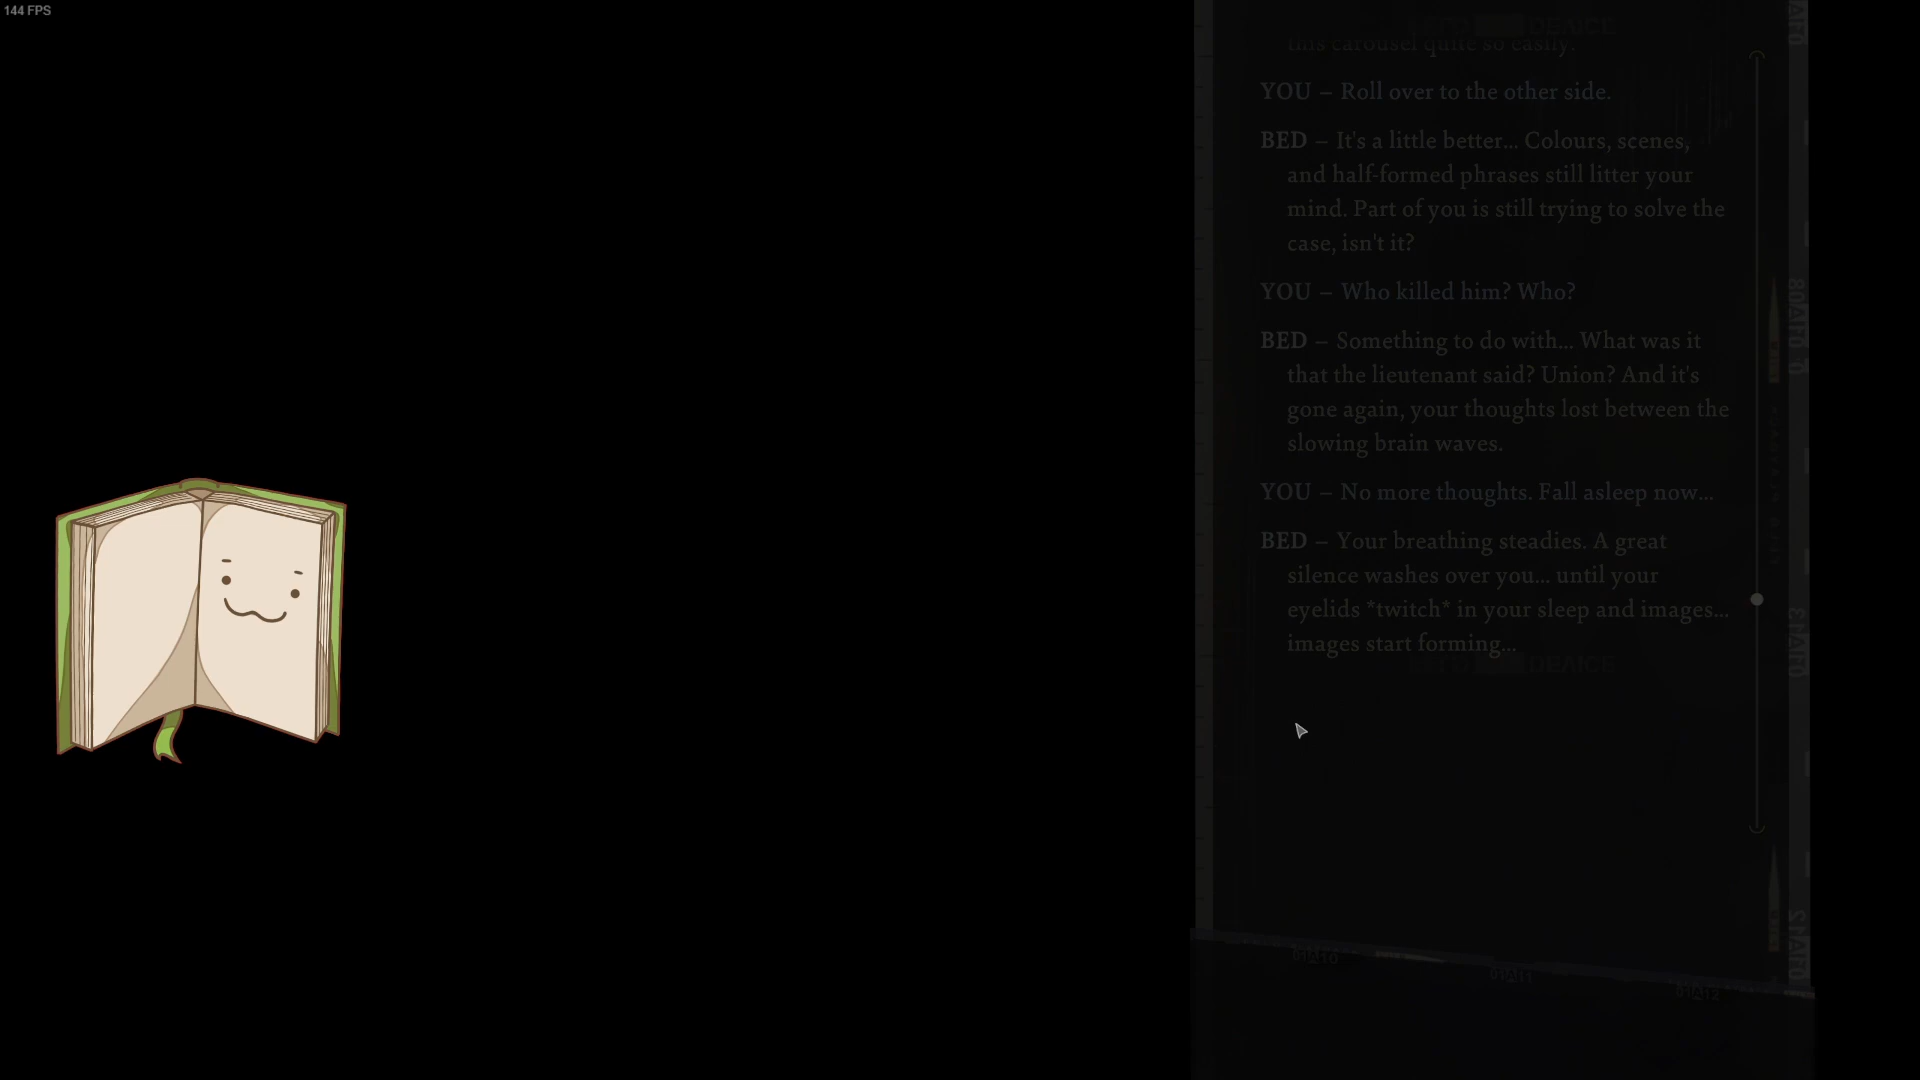 144 FPS
this carousel quite so easily.
YOU – Roll over to the other side.
BED – It's a little better... Colours, scenes,
and half-formed phrases still litter your
mind. Part of you is still trying to solve the
case, isn't it?
YOU – Who killed him? Who?
BED – Something to do with... What was it
that the lieutenant said? Union? And it's
gone again, your thoughts lost between the
slowing brain waves.
YOU – No more thoughts. Fall asleep now...
BED – Your breathing steadies. A great
silence washes over you... until your
eyelids *twitch* in your sleep and images...
images start forming...